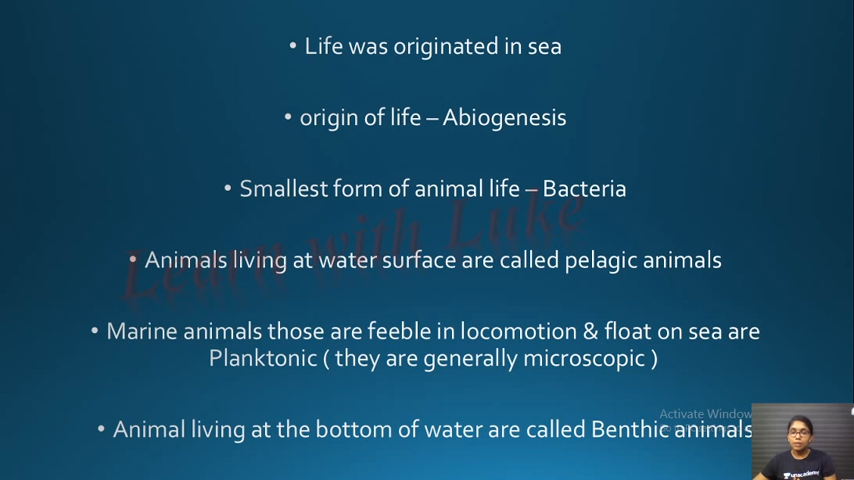 • Life was originated in sea
• origin of life – Abiogenesis
• Smallest form of animal life – Bacteria
Learn with Luke
• Animals living at water surface are called pelagic animals
• Marine animals those are feeble in locomotion & float on sea are
Planktonic ( they are generally microscopic )
Activate Window
• Animal living at the bottom of water are called Benthic animals
unacademy